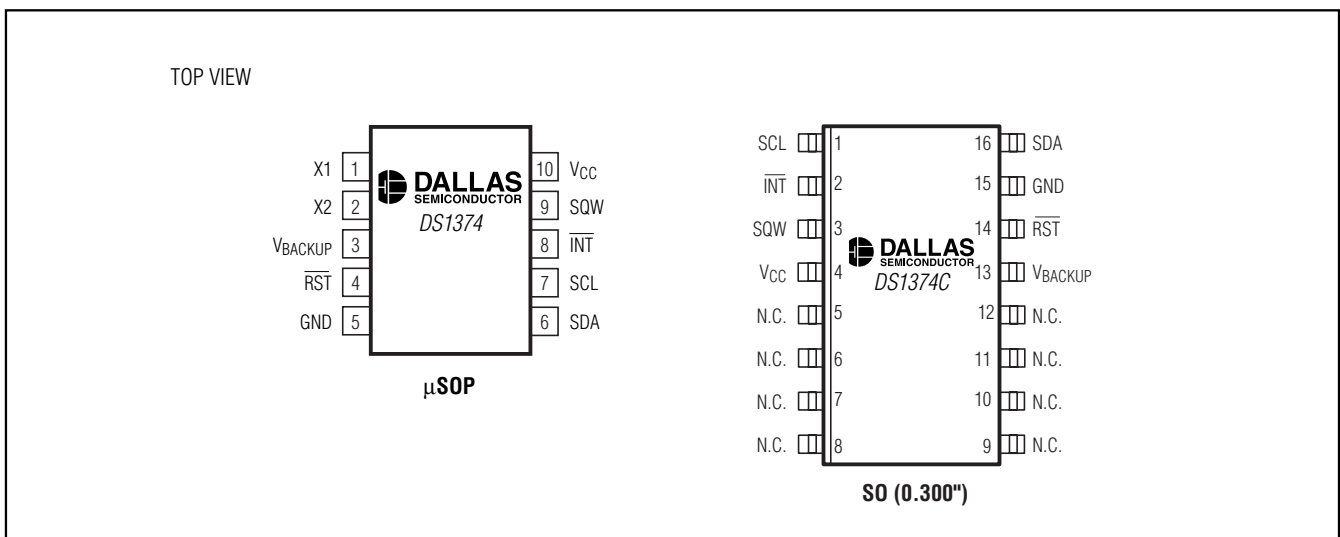 TOP VIEW
X1 1
X2 2
VBACKUP 3
RST 4
GND 5
DALLAS
SEMICONDUCTOR
DS1374
10 VCC
9 SQW
8 INT
7 SCL
6 SDA
µSOP
SCL 1
INT 2
SQW 3
VCC 4
N.C. 5
N.C. 6
N.C. 7
N.C. 8
DALLAS
SEMICONDUCTOR
DS1374C
16 SDA
15 GND
14 RST
13 VBACKUP
12 N.C.
11 N.C.
10 N.C.
9 N.C.
SO (0.300")